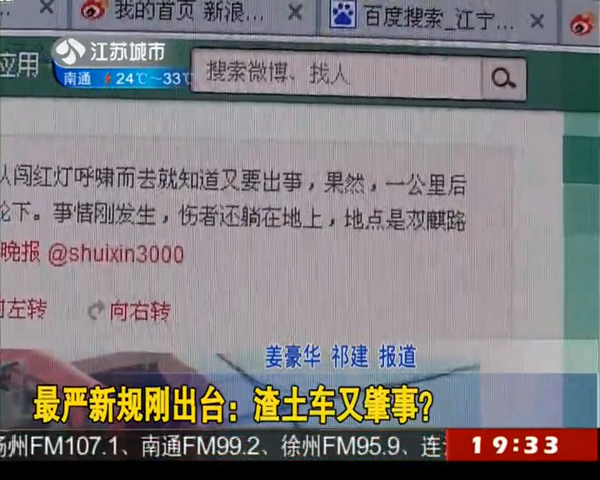 我的首页 新浪...
百度搜索_江宁...
应用
江苏城市
南通 24℃~33℃
搜索微博、找人
从闯红灯呼啸而去就知道又要出事，果然，一公里后
轮下。事情刚发生，伤者还躺在地上，地点是双麒路
晚报 @shuixin3000
向左转
向右转
姜豪华 祁建 报道
最严新规刚出台：渣土车又肇事？
扬州FM107.1、南通FM99.2、徐州FM95.9、连
19:33